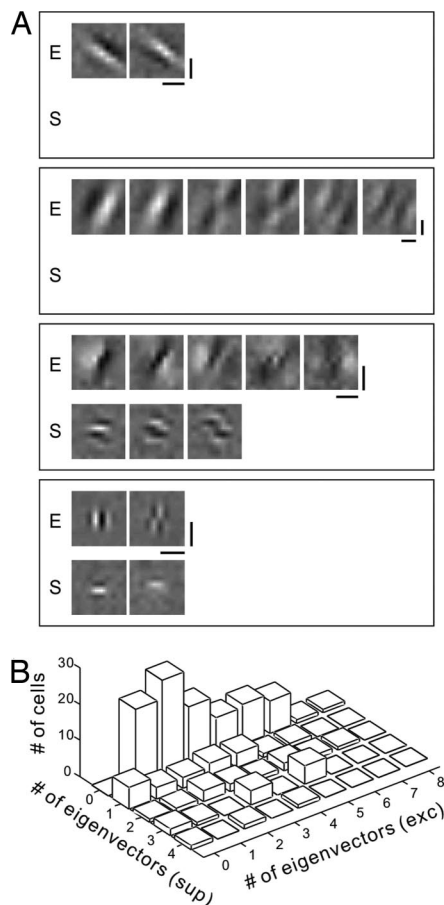 A
E
S
E
S
E
S
E
S
B
# of cells
30
20
10
0
0
1
2
3
4
# of eigenvectors (sup)
0
1
2
3
4
5
6
7
8
# of eigenvectors (exc)